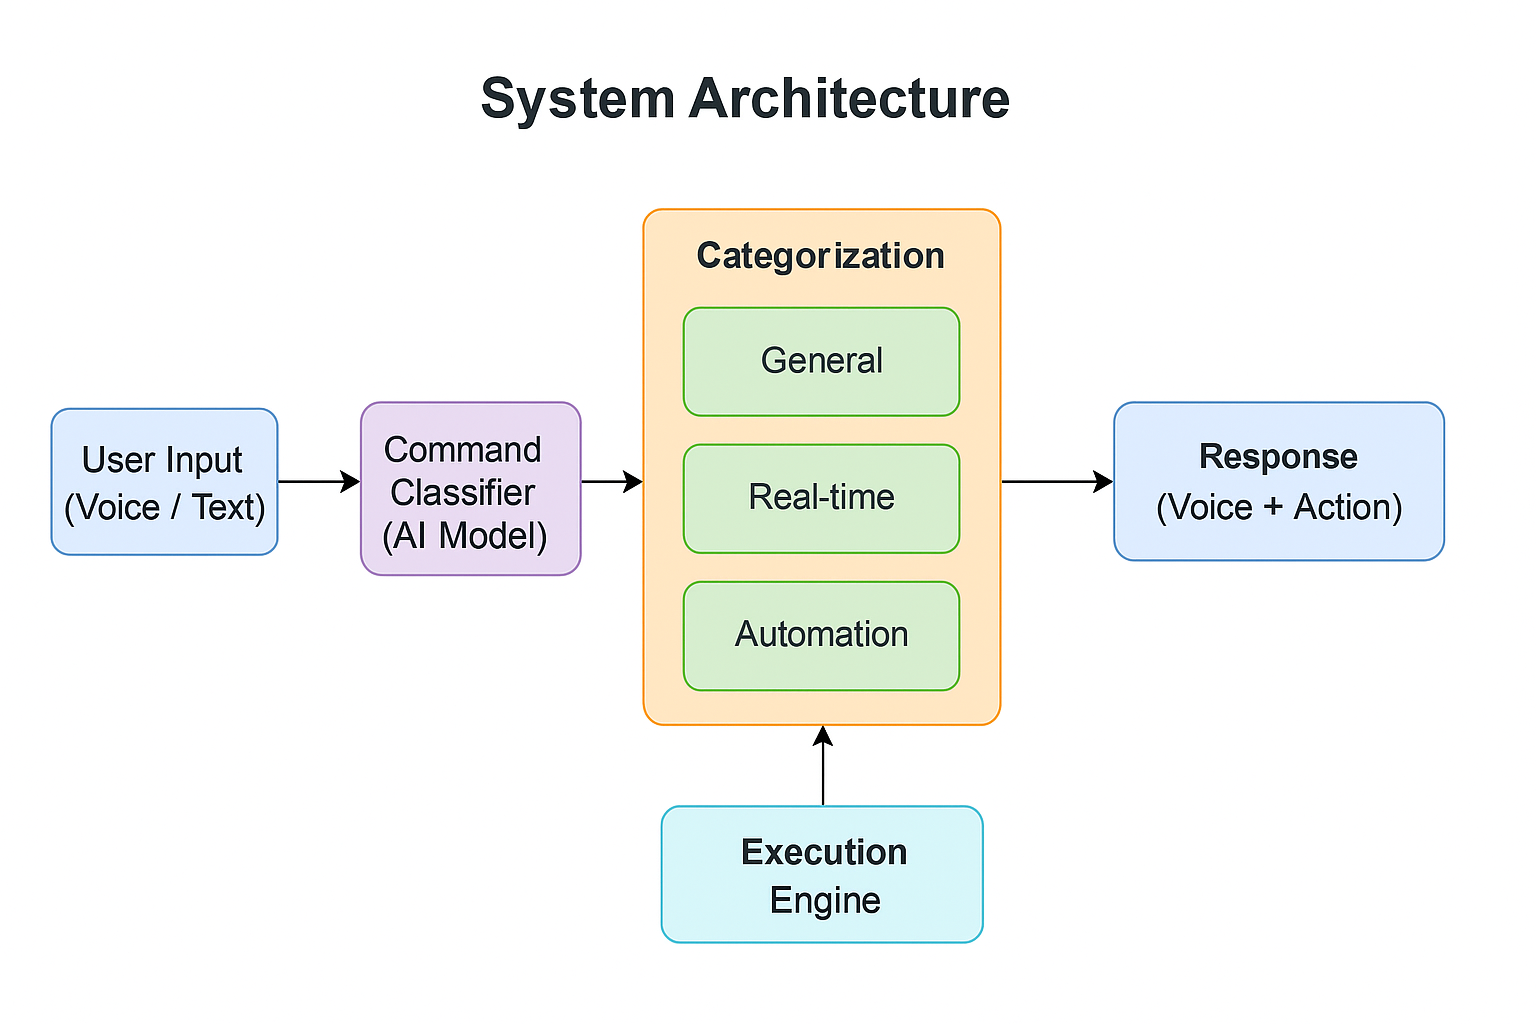 System Architecture
User Input
(Voice / Text)
Command
Classifier
(AI Model)
Categorization
General
Real-time
Automation
Execution
Engine
Response
(Voice + Action)